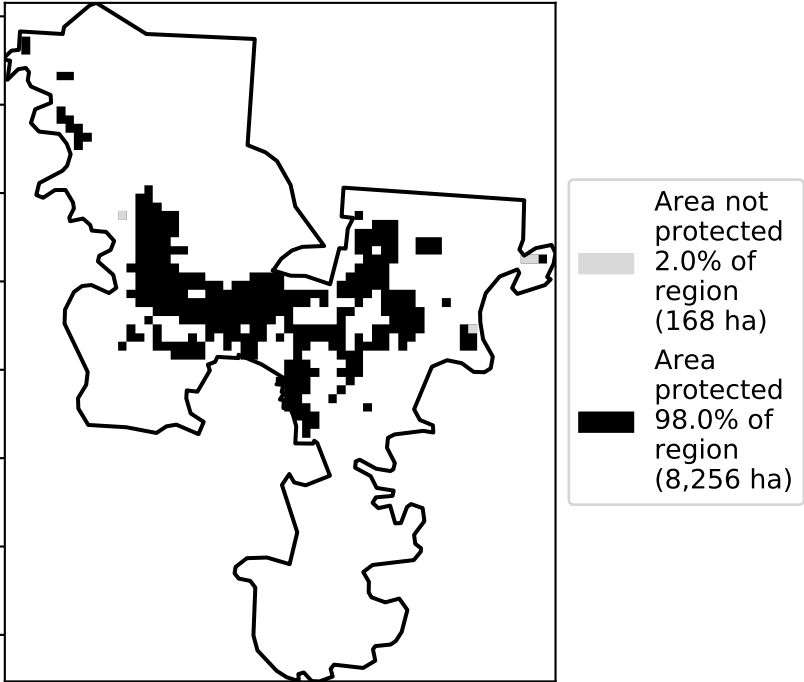 Area not
protected
2.0% of
region
(168 ha)
Area
protected
98.0% of
region
(8,256 ha)